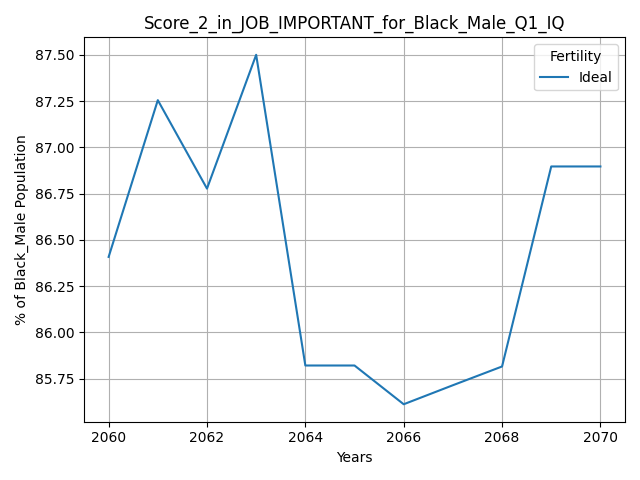 Score_2_in_JOB_IMPORTANT_for_Black_Male_Q1_IQ
Fertility
Ideal
87.50
87.25
87.00
86.75
86.50
86.25
86.00
85.75
% of Black_Male Population
2060 2062 2064 2066 2068 2070
Years